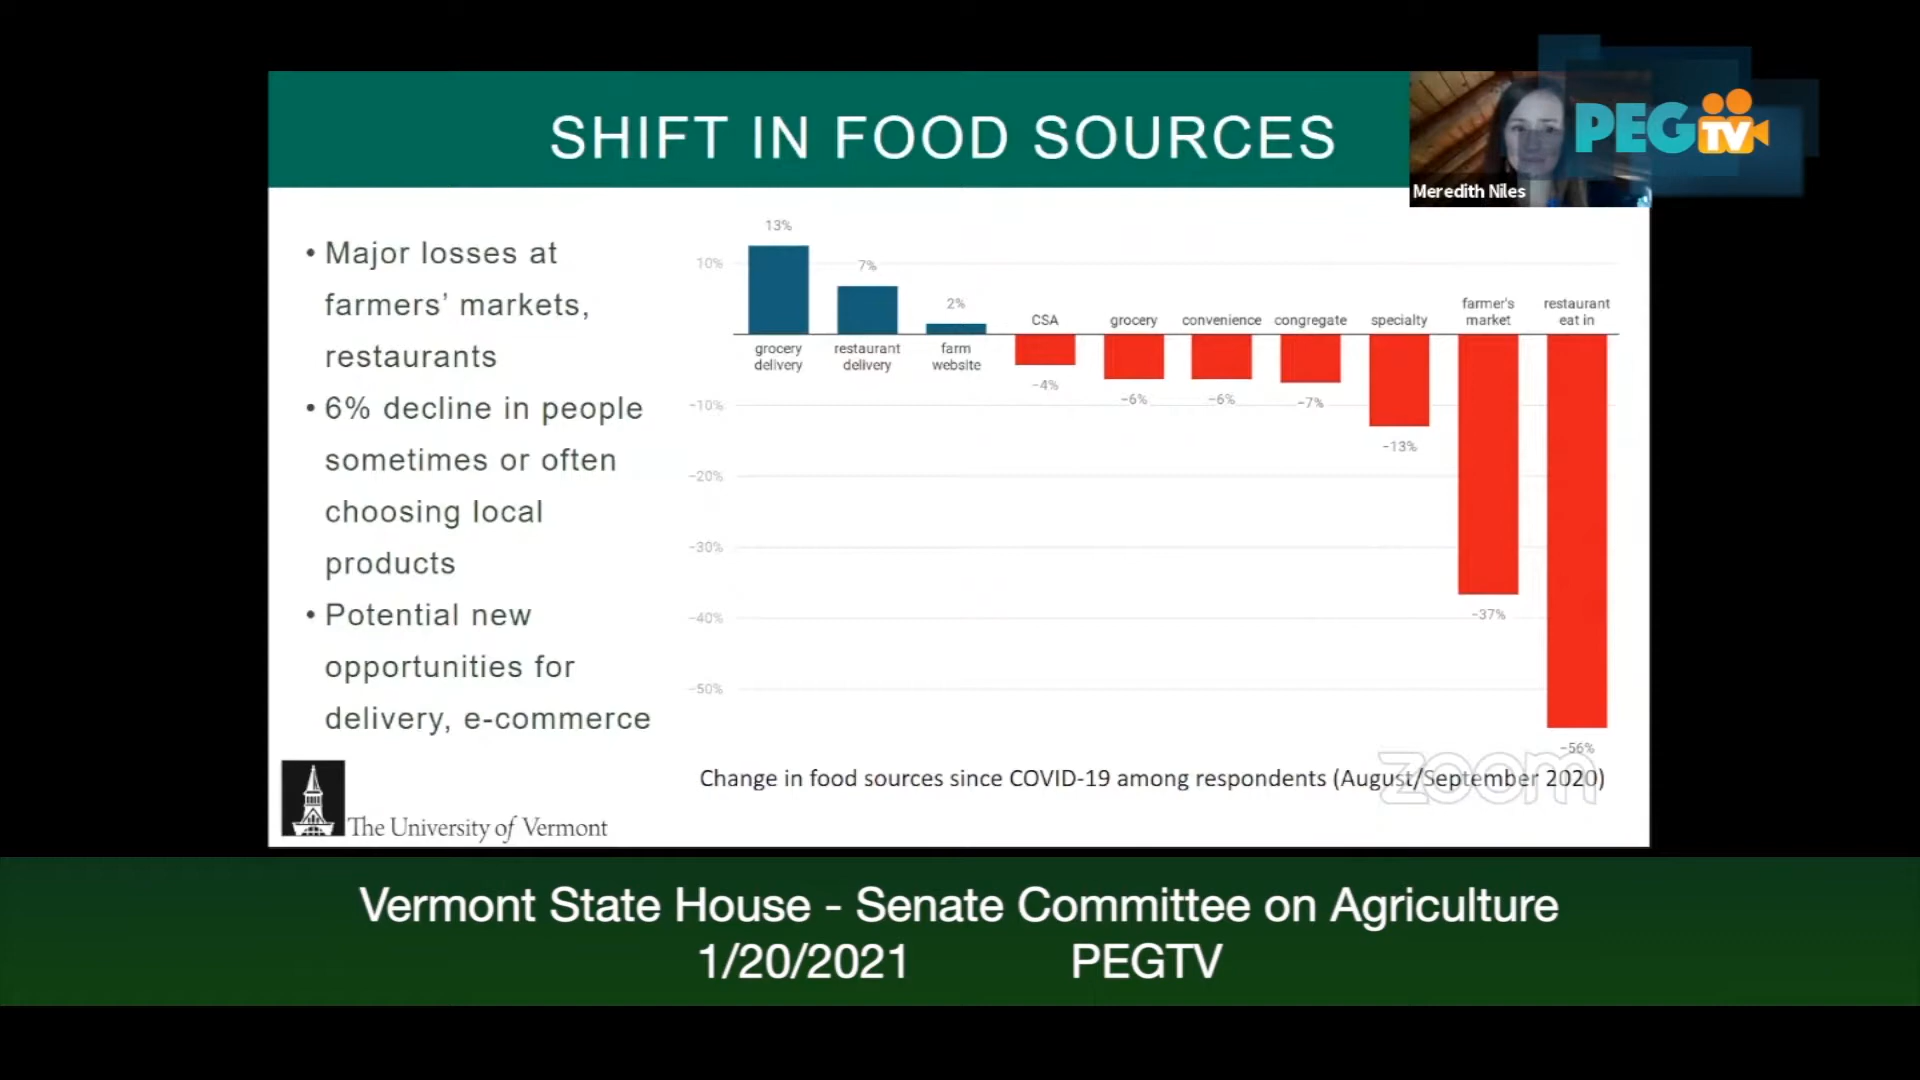 SHIFT IN FOOD SOURCES
PEG TV
Meredith Niles
• Major losses at
farmers’ markets,
restaurants
• 6% decline in people
sometimes or often
choosing local
products
• Potential new
opportunities for
delivery, e-commerce
13%
7%
2%
10%
grocery delivery
restaurant delivery
farm website
CSA
grocery
convenience
congregate
specialty
farmer's market
restaurant eat in
−4%
−6%
−6%
−7%
−13%
−37%
−56%
−10%
−20%
−30%
−40%
−50%
zoom
Change in food sources since COVID-19 among respondents (August/September 2020)
The University of Vermont
Vermont State House - Senate Committee on Agriculture
1/20/2021 PEGTV